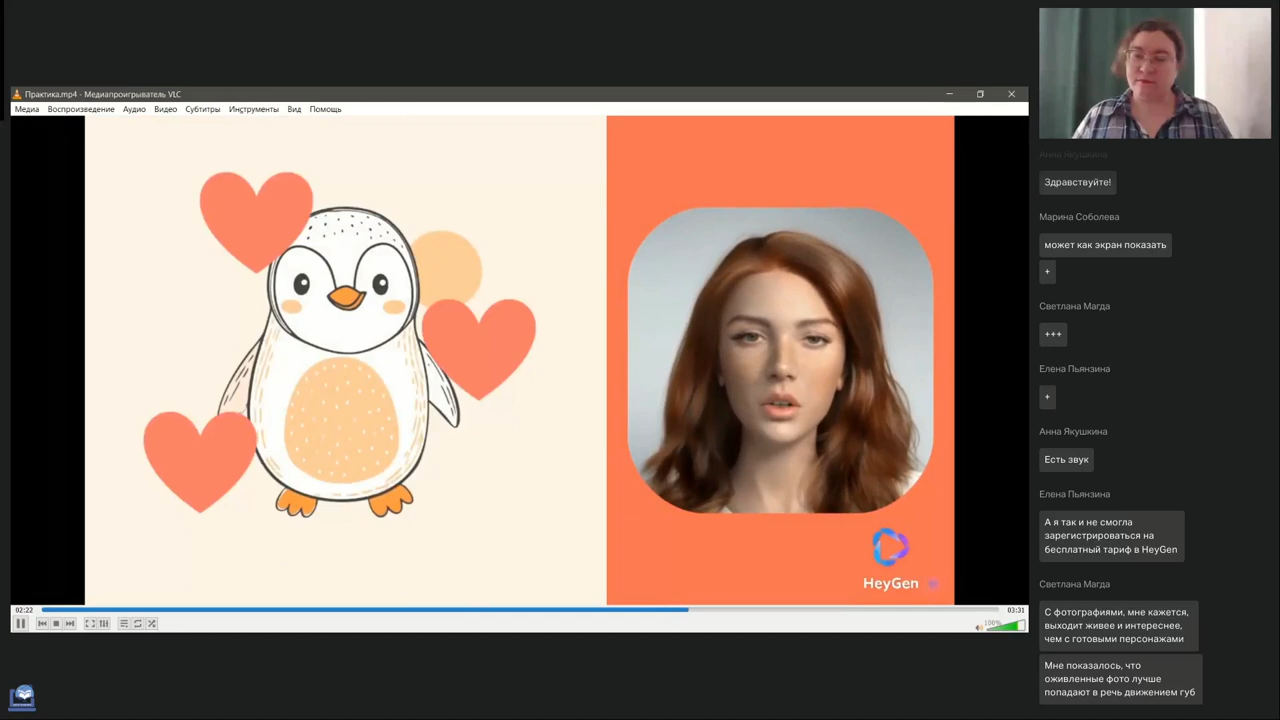 Практика.mp4 - Медиапроигрыватель VLC
Медиа Воспроизведение Аудио Видео Субтитры Инструменты Вид Помощь
HeyGen
02:22
03:31
100%
Анна Якушкина
Здравствуйте!
Марина Соболева
может как экран показать
+
Светлана Магда
+++
Елена Пьянзина
+
Анна Якушкина
Есть звук
Елена Пьянзина
А я так и не смогла
зарегистрироваться на
бесплатный тариф в HeyGen
Светлана Магда
С фотографиями, мне кажется,
выходит живее и интереснее,
чем с готовыми персонажами
Мне показалось, что
оживленные фото лучше
попадают в речь движением губ